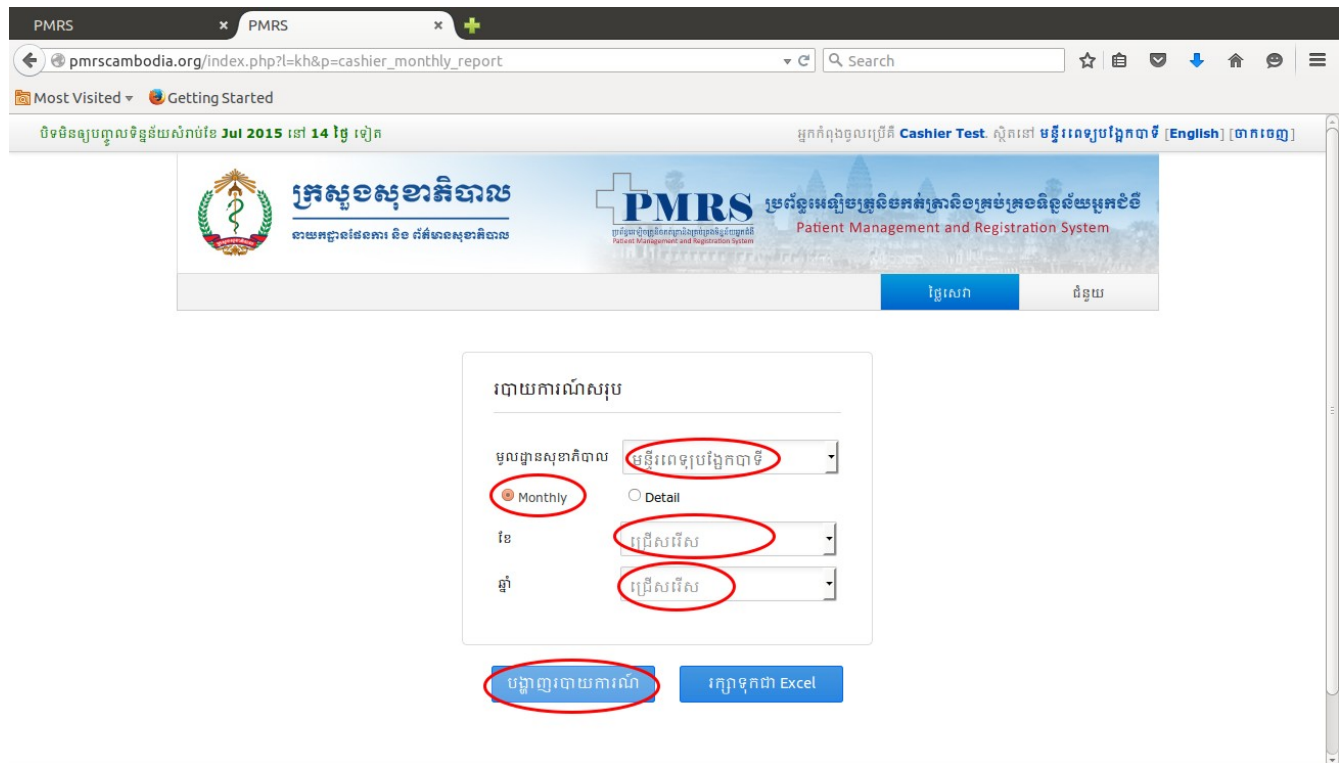 PMRS
PMRS
pmrscambodia.org/index.php?l=kh&p=cashier_monthly_report
Search
Most Visited
Getting Started
បិទមិនឲ្យបញ្ចូលទិន្នន័យសំរាប់ខែ Jul 2015 នៅ 14 ថ្ងៃ ទៀត
អ្នកកំពុងចូលប្រើគឺ Cashier Test. ស្ថិតនៅ មន្ទីរពេទ្យបង្អែកបាទី [English] [ចាកចេញ]
ក្រសួងសុខាភិបាល
នាយកដ្ឋានផែនការ និង ព័ត៌មានសុខាភិបាល
PMRS
Patient Management and Registration System
ប្រព័ន្ធអេឡិចត្រូនិចកត់ត្រានិងគ្រប់គ្រងទិន្នន័យអ្នកជំងឺ
Patient Management and Registration System
ថ្លៃសេវា
ជំនួយ
របាយការណ៍សរុប
មូលដ្ឋានសុខាភិបាល
មន្ទីរពេទ្យបង្អែកបាទី
Monthly
Detail
ខែ
ជ្រើសរើស
ឆ្នាំ
ជ្រើសរើស
បង្ហាញរបាយការណ៍
រក្សាទុកជា Excel